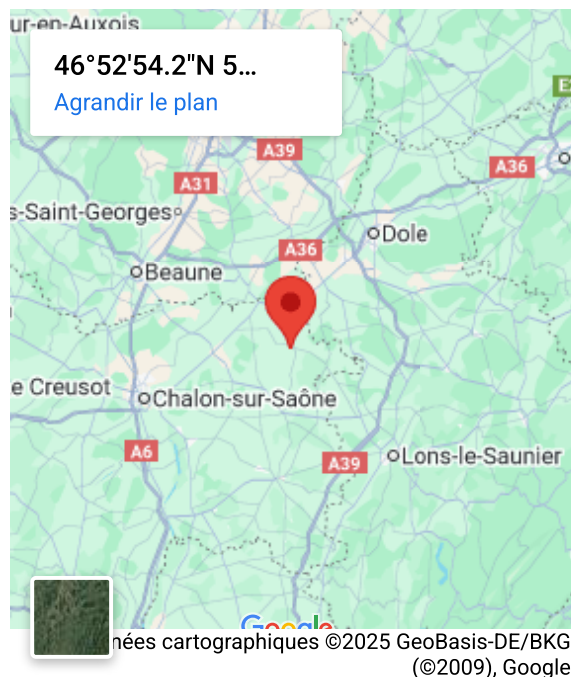 ur-en-Auxois
46°52'54.2"N 5...
Agrandir le plan
E
A39
A36
A31
s-Saint-Georges
Dole
A36
Beaune
e Creusot
Chalon-sur-Saône
A6
A39
Lons-le-Saunier
Google
nées cartographiques ©2025 GeoBasis-DE/BKG
(©2009), Google